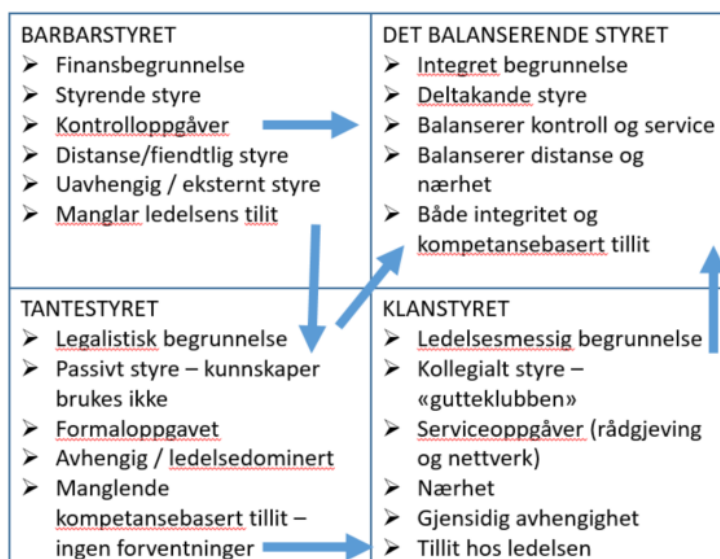 BARBARSTYRET
➢ Finansbegrunnelse
➢ Styrende styre
➢ Kontrolloppgåver
➢ Distanse/fiendtlig styre
➢ Uavhengig / eksternt styre
➢ Manglar ledelsens tilit
DET BALANSERENDE STYRET
➢ Integret begrunnelse
➢ Deltakande styre
➢ Balanserer kontroll og service
➢ Balanserer distanse og
nærhet
➢ Både integritet og
kompetansebasert tillit
TANTESTYRET
➢ Legalistisk begrunnelse
➢ Passivt styre – kunnskaper
brukes ikke
➢ Formaloppgavet
➢ Avhengig / ledelsedominert
➢ Manglende
kompetansebasert tillit –
ingen forventninger
KLANSTYRET
➢ Ledelsesmessig begrunnelse
➢ Kollegialt styre –
«gutteklubben»
➢ Serviceoppgåver (rådgjeving
og nettverk)
➢ Nærhet
➢ Gjensidig avhengighet
➢ Tillit hos ledelsen